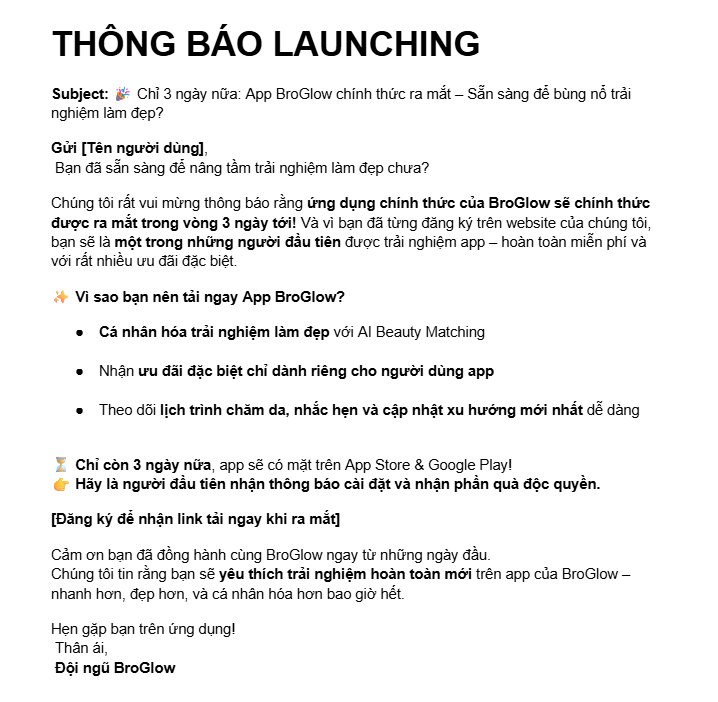 THÔNG BÁO LAUNCHING
Subject: 🎉 Chỉ 3 ngày nữa: App BroGlow chính thức ra mắt – Sẵn sàng để bùng nổ trải
nghiệm làm đẹp?
Gửi [Tên người dùng],
Bạn đã sẵn sàng để nâng tầm trải nghiệm làm đẹp chưa?
Chúng tôi rất vui mừng thông báo rằng ứng dụng chính thức của BroGlow sẽ chính thức
được ra mắt trong vòng 3 ngày tới! Và vì bạn đã từng đăng ký trên website của chúng tôi,
bạn sẽ là một trong những người đầu tiên được trải nghiệm app – hoàn toàn miễn phí và
với rất nhiều ưu đãi đặc biệt.
✨ Vì sao bạn nên tải ngay App BroGlow?
● Cá nhân hóa trải nghiệm làm đẹp với AI Beauty Matching
● Nhận ưu đãi đặc biệt chỉ dành riêng cho người dùng app
● Theo dõi lịch trình chăm da, nhắc hẹn và cập nhật xu hướng mới nhất dễ dàng
⏳ Chỉ còn 3 ngày nữa, app sẽ có mặt trên App Store & Google Play!
👉 Hãy là người đầu tiên nhận thông báo cài đặt và nhận phần quà độc quyền.
[Đăng ký để nhận link tải ngay khi ra mắt]
Cảm ơn bạn đã đồng hành cùng BroGlow ngay từ những ngày đầu.
Chúng tôi tin rằng bạn sẽ yêu thích trải nghiệm hoàn toàn mới trên app của BroGlow –
nhanh hơn, đẹp hơn, và cá nhân hóa hơn bao giờ hết.
Hẹn gặp bạn trên ứng dụng!
Thân ái,
Đội ngũ BroGlow